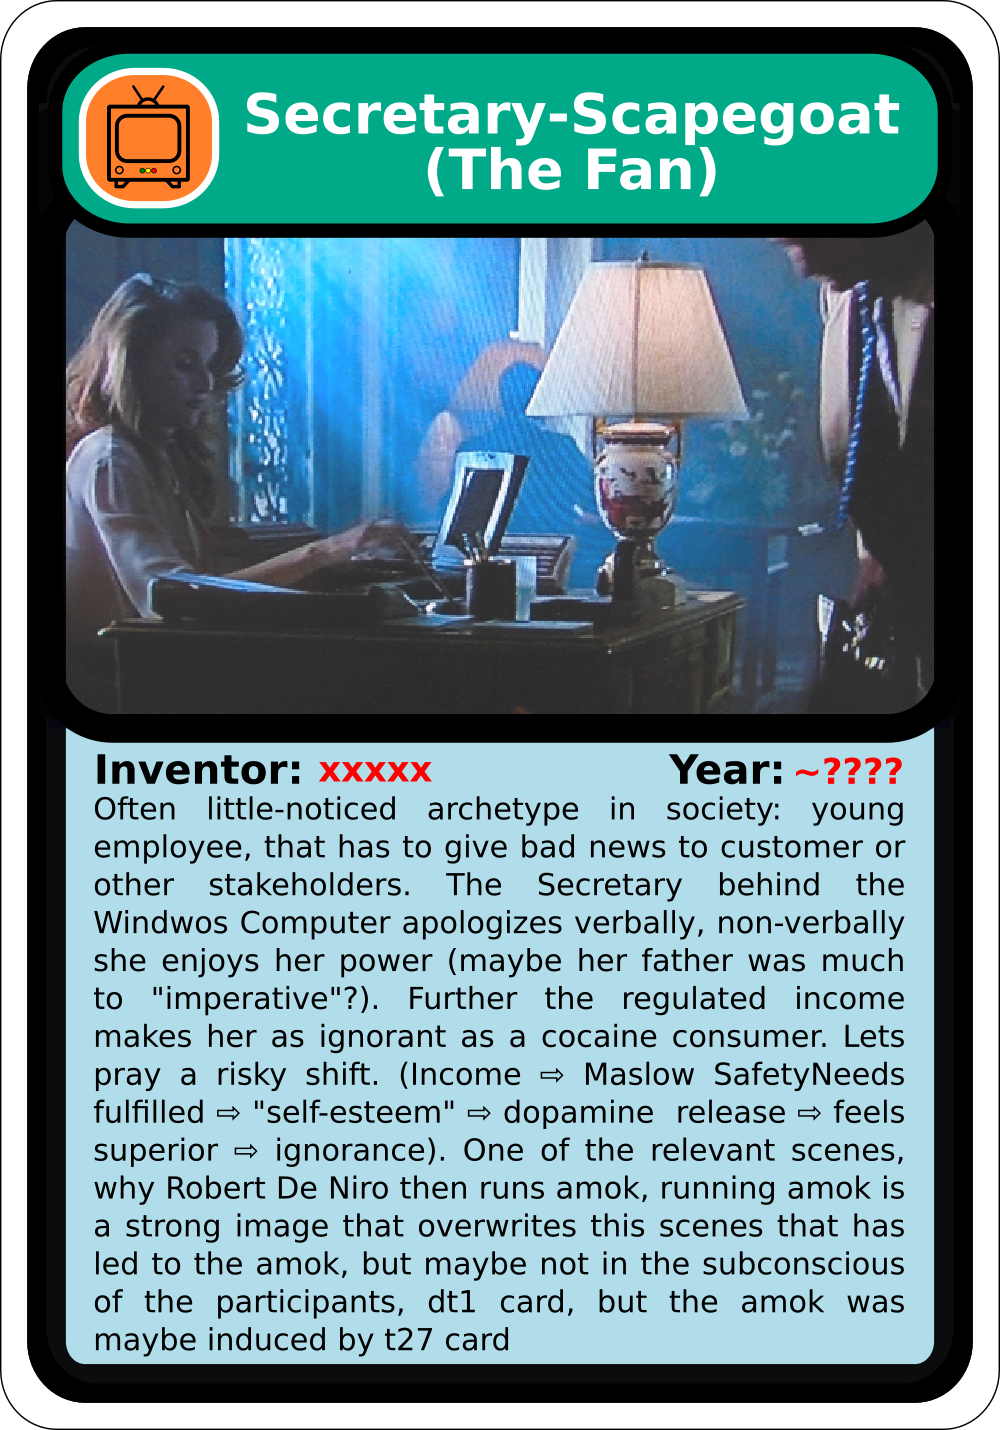 Secretary-Scapegoat
(The Fan)
Inventor: xxxxx Year: ~????
Often little-noticed archetype in society: young
employee, that has to give bad news to customer or
other stakeholders. The Secretary behind the
Windwos Computer apologizes verbally, non-verbally
she enjoys her power (maybe her father was much
to "imperative"?). Further the regulated income
makes her as ignorant as a cocaine consumer. Lets
pray a risky shift. (Income ⇨ Maslow SafetyNeeds
fulfilled ⇨ "self-esteem" ⇨ dopamine release ⇨ feels
superior ⇨ ignorance). One of the relevant scenes,
why Robert De Niro then runs amok, running amok is
a strong image that overwrites this scenes that has
led to the amok, but maybe not in the subconscious
of the participants, dt1 card, but the amok was
maybe induced by t27 card